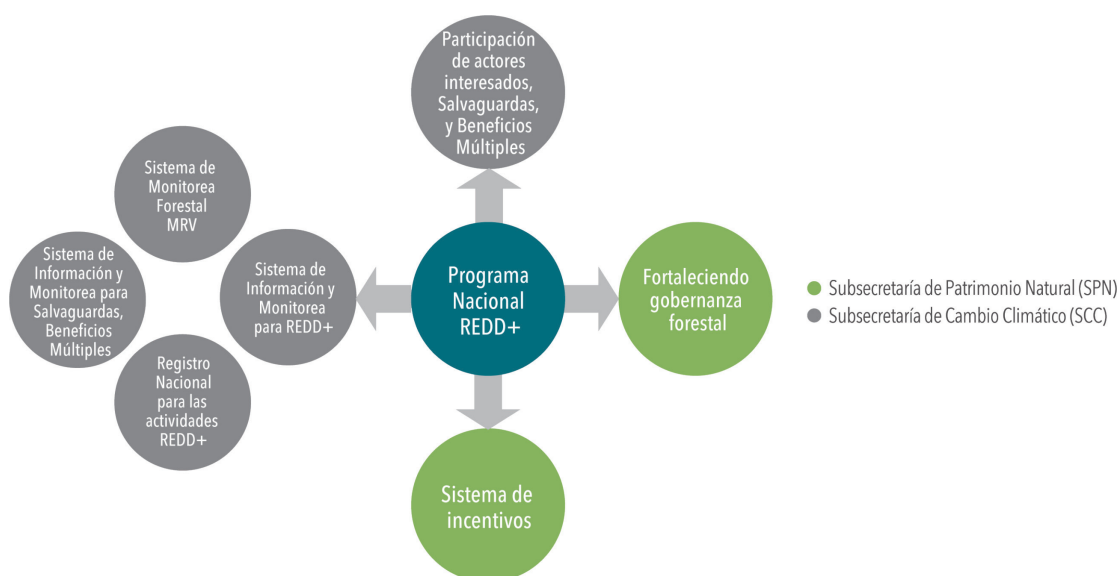 Participación
de actores
interesados,
Salvaguardas,
y Beneficios
Múltiples
Sistema de
Monitorea
Forestal
MRV
Sistema de
Información y
Monitorea para
Salvaguardas,
Beneficios
Múltiples
Sistema de
Información y
Monitorea
para REDD+
Registro
Nacional
para las
actividades
REDD+
Programa
Nacional
REDD+
Fortaleciendo
gobernanza
forestal
Sistema de
incentivos
Subsecretaría de Patrimonio Natural (SPN)
Subsecretaría de Cambio Climático (SCC)